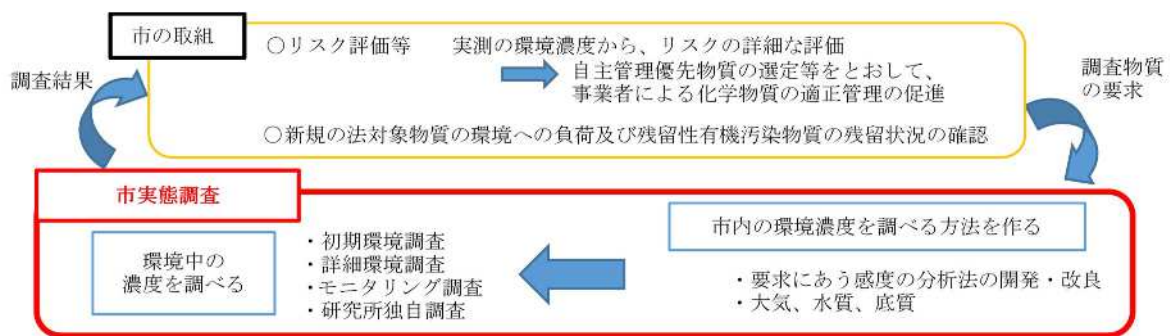 市の取組
○リスク評価等　実測の環境濃度から、リスクの詳細な評価
自主管理優先物質の選定等をとおして、
事業者による化学物質の適正管理の促進
○新規の法対象物質の環境への負荷及び残留性有機汚染物質の残留状況の確認
調査結果
調査物質
の要求
市実態調査
環境中の
濃度を調べる
・初期環境調査
・詳細環境調査
・モニタリング調査
・研究所独自調査
市内の環境濃度を調べる方法を作る
・要求にあう感度の分析法の開発・改良
・大気、水質、底質